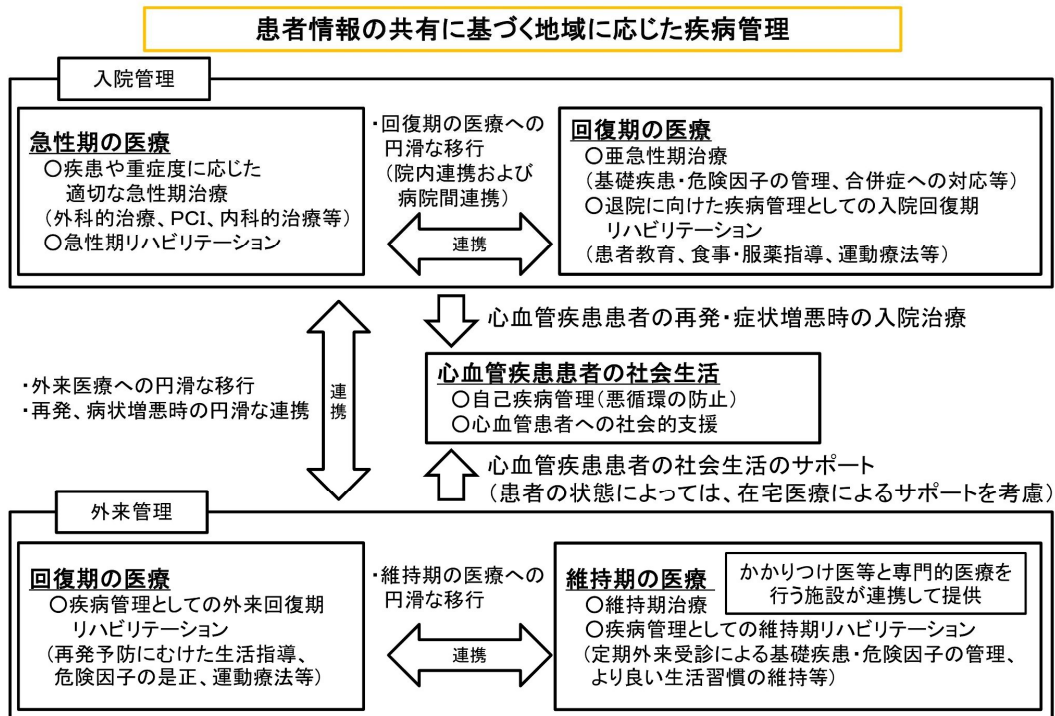 患者情報の共有に基づく地域に応じた疾病管理
入院管理
急性期の医療
○疾患や重症度に応じた
適切な急性期治療
(外科的治療、PCI、内科的治療等)
○急性期リハビリテーション
・回復期の医療への
円滑な移行
(院内連携および
病院間連携)
連携
回復期の医療
○亜急性期治療
(基礎疾患・危険因子の管理、合併症への対応等)
○退院に向けた疾病管理としての入院回復期
リハビリテーション
(患者教育、食事・服薬指導、運動療法等)
・外来医療への円滑な移行
・再発、病状増悪時の円滑な連携
連携
心血管疾患患者の再発・症状増悪時の入院治療
心血管疾患患者の社会生活
○自己疾病管理(悪循環の防止)
○心血管患者への社会的支援
心血管疾患患者の社会生活のサポート
(患者の状態によっては、在宅医療によるサポートを考慮)
外来管理
回復期の医療
○疾病管理としての外来回復期
リハビリテーション
(再発予防にむけた生活指導、
危険因子の是正、運動療法等)
・維持期の医療への
円滑な移行
連携
維持期の医療
かかりつけ医等と専門的医療を
行う施設が連携して提供
○維持期治療
○疾病管理としての維持期リハビリテーション
(定期外来受診による基礎疾患・危険因子の管理、
より良い生活習慣の維持等)